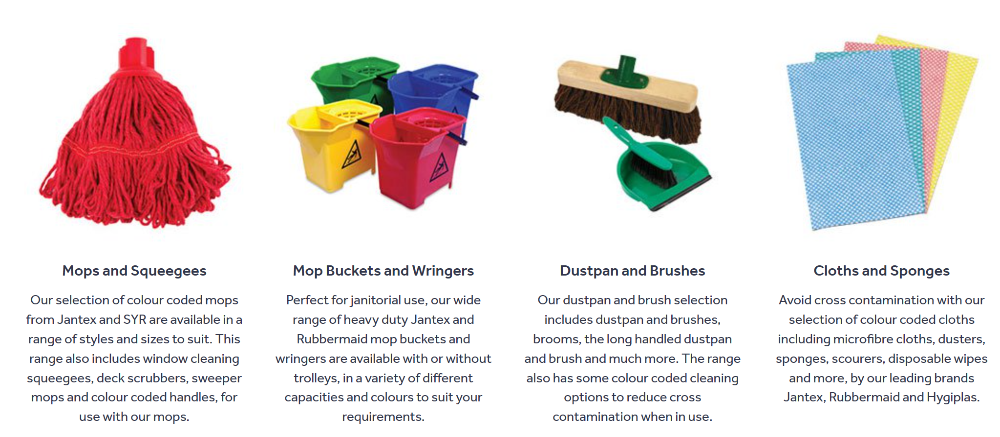 Mops and Squeegees
Our selection of colour coded mops
from Jantex and SYR are available in a
range of styles and sizes to suit. This
range also includes window cleaning
squeegees, deck scrubbers, sweeper
mops and colour coded handles, for
use with our mops.
Mop Buckets and Wringers
Perfect for janitorial use, our wide
range of heavy duty Jantex and
Rubbermaid mop buckets and
wringers are available with or without
trolleys, in a variety of different
capacities and colours to suit your
requirements.
Dustpan and Brushes
Our dustpan and brush selection
includes dustpan and brushes,
brooms, the long handled dustpan
and brush and much more. The range
also has some colour coded cleaning
options to reduce cross
contamination when in use.
Cloths and Sponges
Avoid cross contamination with our
selection of colour coded cloths
including microfibre cloths, dusters,
sponges, scourers, disposable wipes
and more, by our leading brands
Jantex, Rubbermaid and Hygiplas.